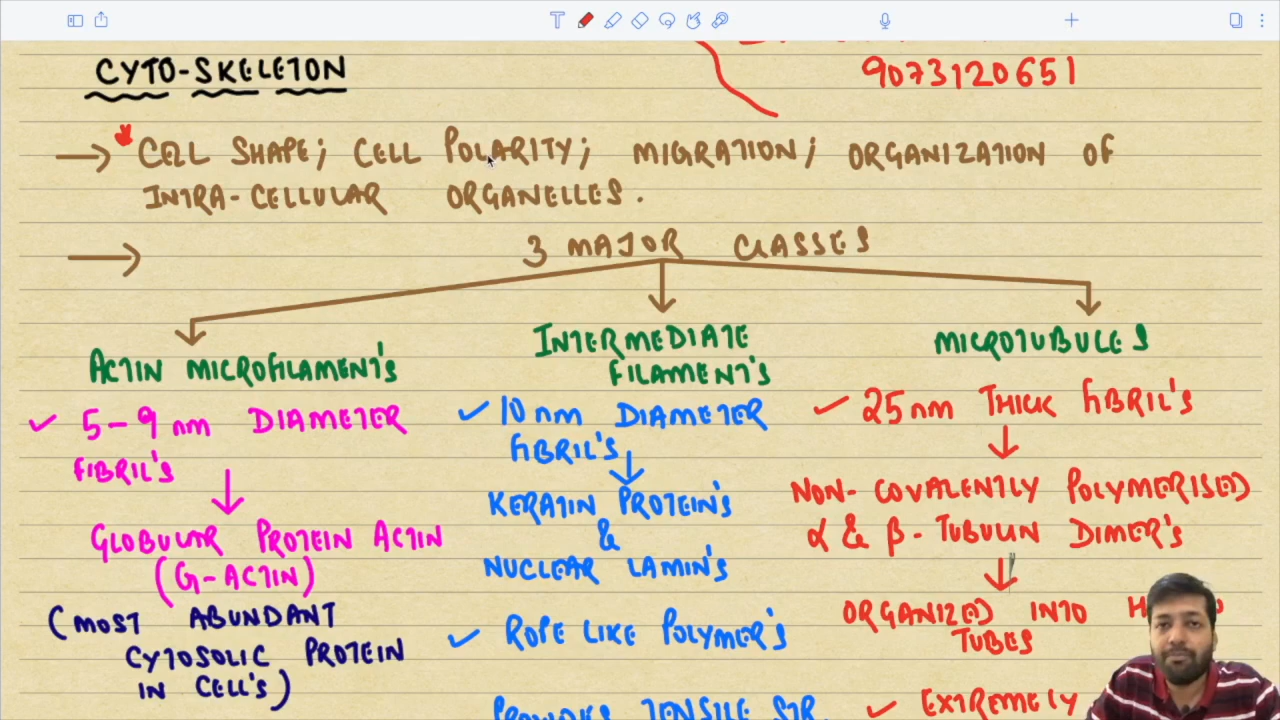 9073120651
CYTO-SKELETON
→ * CELL SHAPE; CELL POLARITY; MIGRATION; ORGANIZATION OF
INTRA-CELLULAR ORGANELLES.
→ 3 MAJOR CLASSES
ACTIN MICROFILAMENT'S
✓ 5-9 nm DIAMETER
FIBRIL'S
↓
GLOBULAR PROTEIN ACTIN
(G-ACTIN)
(MOST ABUNDANT
CYTOSOLIC PROTEIN
IN CELL'S)
INTERMEDIATE
FILAMENT'S
✓ 10 nm DIAMETER
FIBRIL'S
↓
KERATIN PROTEIN'S
&
NUCLEAR LAMIN'S
✓ ROPE LIKE POLYMER'S
PROVIDES TENSILE STR
MICROTUBULES
✓ 25 nm THICK FIBRIL'S
↓
NON-COVALENTLY POLYMERISED
α & β-TUBULIN DIMER'S
↓
ORGANIZED INTO
TUBES
✓ EXTREMELY